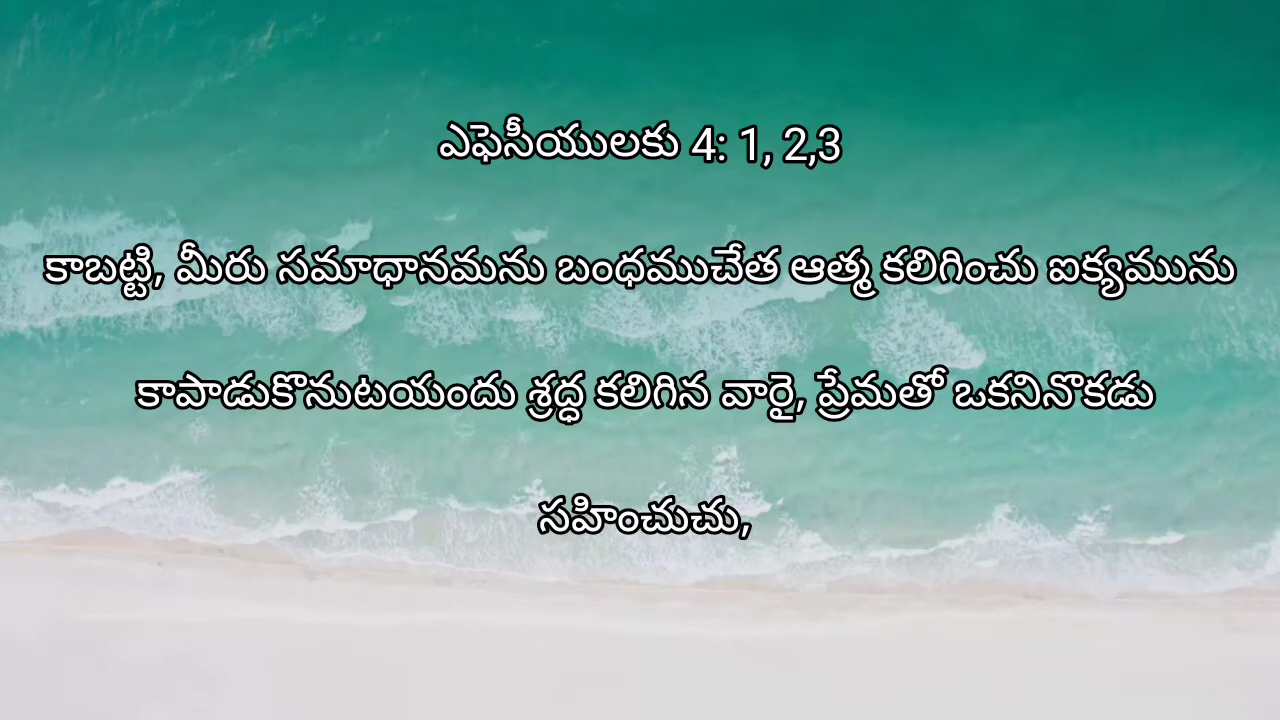 ఎఫెసీయులకు 4: 1, 2,3
కాబట్టి, మీరు సమాధానమను బంధముచేత ఆత్మ కలిగించు ఐక్యమును
కాపాడుకొనుటయందు శ్రద్ధ కలిగిన వారై, ప్రేమతో ఒకనినొకడు
సహించుచు,